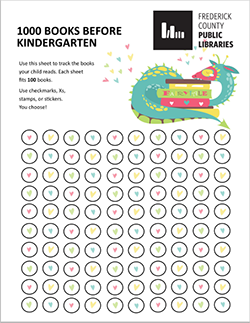 1000 BOOKS BEFORE
KINDERGARTEN
FREDERICK
COUNTY
PUBLIC
LIBRARIES
Use this sheet to track the books
your child reads. Each sheet
fits 100 books.
Use checkmarks, Xs,
stamps, or stickers.
You choose!